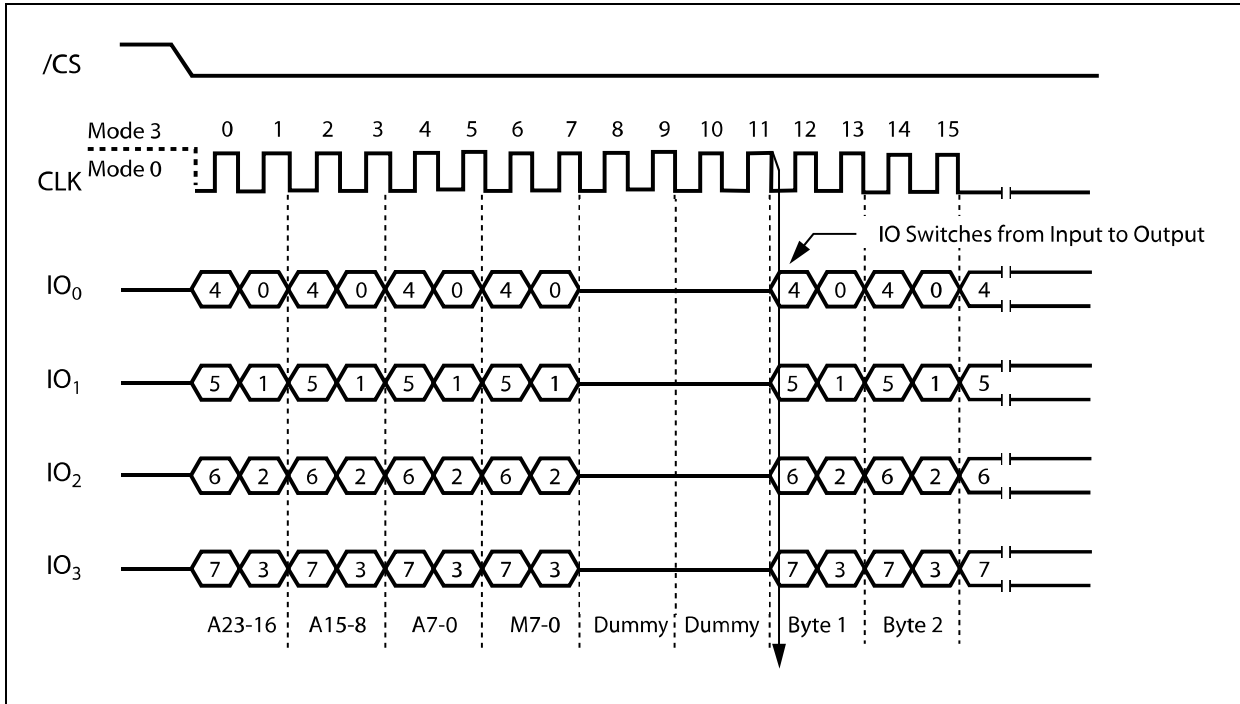 /CS
Mode 3 0 1 2 3 4 5 6 7 8 9 10 11 12 13 14 15
CLK Mode 0
IO Switches from Input to Output
IO0 4 0 4 0 4 0 4 0 4 0 4 0 4
IO1 5 1 5 1 5 1 5 1 5 1 5 1 5
IO2 6 2 6 2 6 2 6 2 6 2 6 2 6
IO3 7 3 7 3 7 3 7 3 7 3 7 3 7
A23-16 A15-8 A7-0 M7-0 Dummy Dummy Byte 1 Byte 2